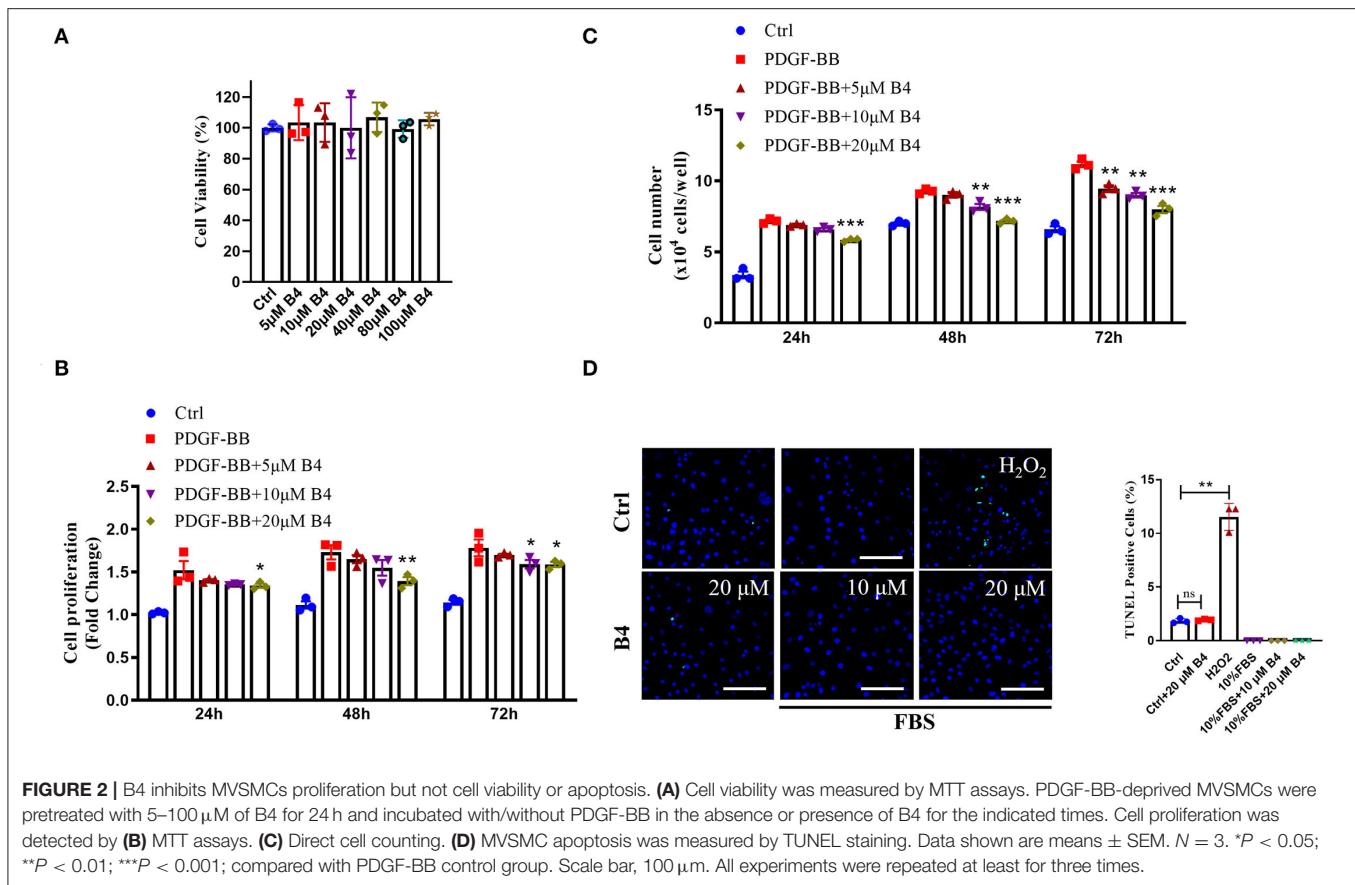 A
Cell Viability (%)
120
100
80
60
40
20
0
Ctrl
5μM B4
10μM B4
20μM B4
40μM B4
80μM B4
100μM B4
C
Ctrl
PDGF-BB
PDGF-BB+5μM B4
PDGF-BB+10μM B4
PDGF-BB+20μM B4
Cell number
(x10⁴ cells/well)
15
10
5
0
***
**
***
**
**
***
24h
48h
72h
B
Ctrl
PDGF-BB
PDGF-BB+5μM B4
PDGF-BB+10μM B4
PDGF-BB+20μM B4
Cell proliferation
(Fold Change)
2.5
2.0
1.5
1.0
0.5
0.0
*
**
*
*
24h
48h
72h
D
Ctrl
H₂O₂
B4
20 μM
10 μM
20 μM
FBS
TUNEL Positive Cells (%)
15
10
5
0
**
ns
Ctrl
Ctrl+20 μM B4
H2O2
10%FBS
10%FBS+10 μM B4
10%FBS+20 μM B4
FIGURE 2 | B4 inhibits MVSMCs proliferation but not cell viability or apoptosis. (A) Cell viability was measured by MTT assays. PDGF-BB-deprived MVSMCs were
pretreated with 5–100 μM of B4 for 24 h and incubated with/without PDGF-BB in the absence or presence of B4 for the indicated times. Cell proliferation was
detected by (B) MTT assays. (C) Direct cell counting. (D) MVSMC apoptosis was measured by TUNEL staining. Data shown are means ± SEM. N = 3. *P < 0.05;
**P < 0.01; ***P < 0.001; compared with PDGF-BB control group. Scale bar, 100 μm. All experiments were repeated at least for three times.